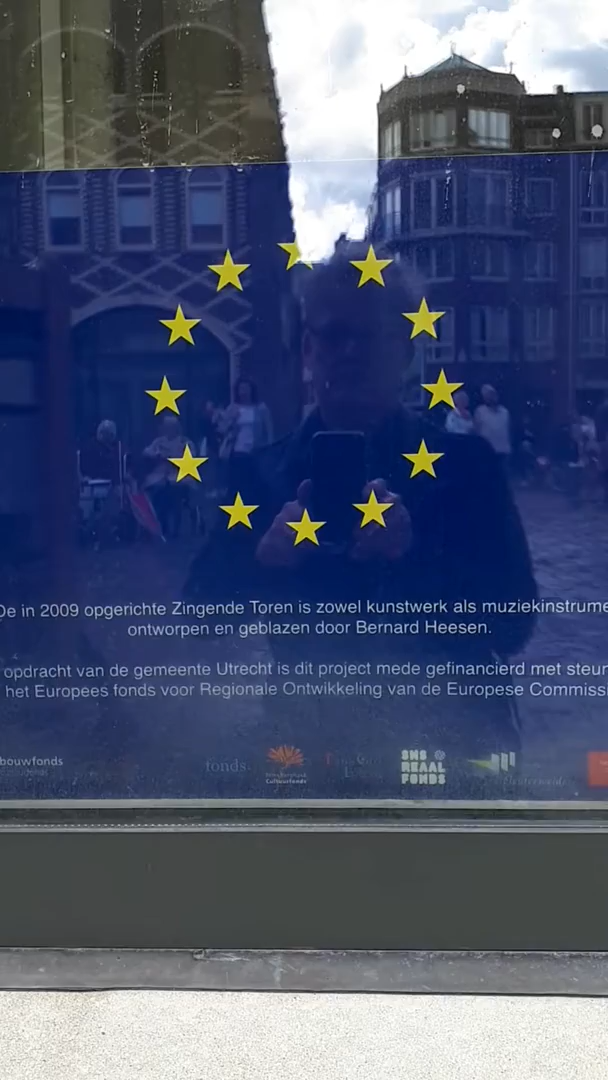 De in 2009 opgerichte Zingende Toren is zowel kunstwerk als muziekinstrume
ontworpen en geblazen door Bernard Heesen.
opdracht van de gemeente Utrecht is dit project mede gefinancierd met steun
het Europees fonds voor Regionale Ontwikkeling van de Europese Commissi
bouwfonds
fonds
Cultuurfonds
SNS
REAAL
FONDS